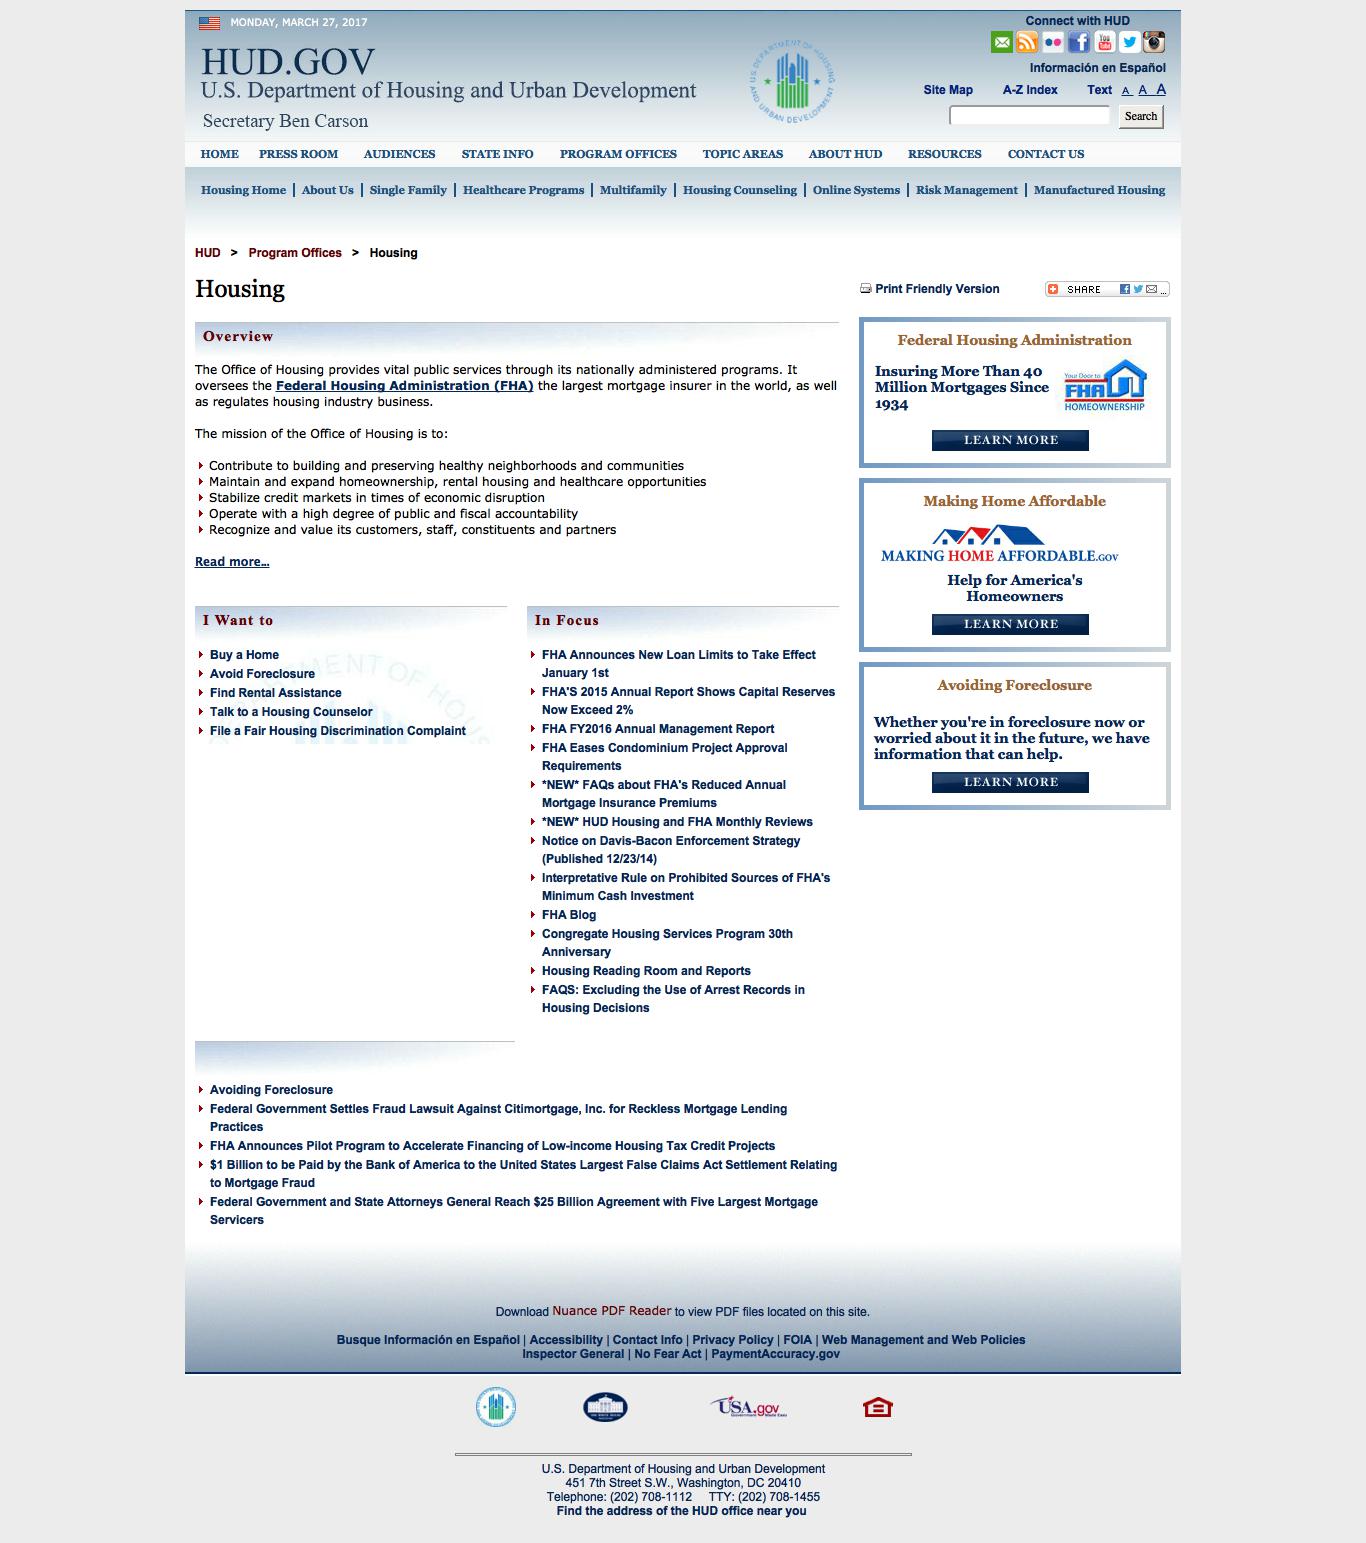 MONDAY, MARCH 27, 2017
HUD.GOV
U.S. Department of Housing and Urban Development
Secretary Ben Carson
U.S. DEPARTMENT OF HOUSING AND URBAN DEVELOPMENT
Connect with HUD
You Tube
Información en Español
Site Map A-Z Index Text A A A
Search
HOME PRESS ROOM AUDIENCES STATE INFO PROGRAM OFFICES TOPIC AREAS ABOUT HUD RESOURCES CONTACT US
Housing Home | About Us | Single Family | Healthcare Programs | Multifamily | Housing Counseling | Online Systems | Risk Management | Manufactured Housing
HUD > Program Offices > Housing
Housing
Print Friendly Version
SHARE ...
Overview
The Office of Housing provides vital public services through its nationally administered programs. It
oversees the Federal Housing Administration (FHA) the largest mortgage insurer in the world, as well
as regulates housing industry business.
The mission of the Office of Housing is to:
Contribute to building and preserving healthy neighborhoods and communities
Maintain and expand homeownership, rental housing and healthcare opportunities
Stabilize credit markets in times of economic disruption
Operate with a high degree of public and fiscal accountability
Recognize and value its customers, staff, constituents and partners
Read more...
I Want to
Buy a Home
Avoid Foreclosure
Find Rental Assistance
Talk to a Housing Counselor
File a Fair Housing Discrimination Complaint
MENT OF HOUS
In Focus
FHA Announces New Loan Limits to Take Effect
January 1st
FHA'S 2015 Annual Report Shows Capital Reserves
Now Exceed 2%
FHA FY2016 Annual Management Report
FHA Eases Condominium Project Approval
Requirements
*NEW* FAQs about FHA's Reduced Annual
Mortgage Insurance Premiums
*NEW* HUD Housing and FHA Monthly Reviews
Notice on Davis-Bacon Enforcement Strategy
(Published 12/23/14)
Interpretative Rule on Prohibited Sources of FHA's
Minimum Cash Investment
FHA Blog
Congregate Housing Services Program 30th
Anniversary
Housing Reading Room and Reports
FAQS: Excluding the Use of Arrest Records in
Housing Decisions
Federal Housing Administration
Insuring More Than 40
Million Mortgages Since
1934
Your Door to
FHA
HOMEOWNERSHIP
LEARN MORE
Making Home Affordable
MAKING HOME AFFORDABLE.GOV
Help for America's
Homeowners
LEARN MORE
Avoiding Foreclosure
Whether you're in foreclosure now or
worried about it in the future, we have
information that can help.
LEARN MORE
Avoiding Foreclosure
Federal Government Settles Fraud Lawsuit Against Citimortgage, Inc. for Reckless Mortgage Lending
Practices
FHA Announces Pilot Program to Accelerate Financing of Low-income Housing Tax Credit Projects
$1 Billion to be Paid by the Bank of America to the United States Largest False Claims Act Settlement Relating
to Mortgage Fraud
Federal Government and State Attorneys General Reach $25 Billion Agreement with Five Largest Mortgage
Servicers
Download Nuance PDF Reader to view PDF files located on this site.
Busque Información en Español | Accessibility | Contact Info | Privacy Policy | FOIA | Web Management and Web Policies
Inspector General | No Fear Act | PaymentAccuracy.gov
USA.gov
Government Made Easy
U.S. Department of Housing and Urban Development
451 7th Street S.W., Washington, DC 20410
Telephone: (202) 708-1112 TTY: (202) 708-1455
Find the address of the HUD office near you